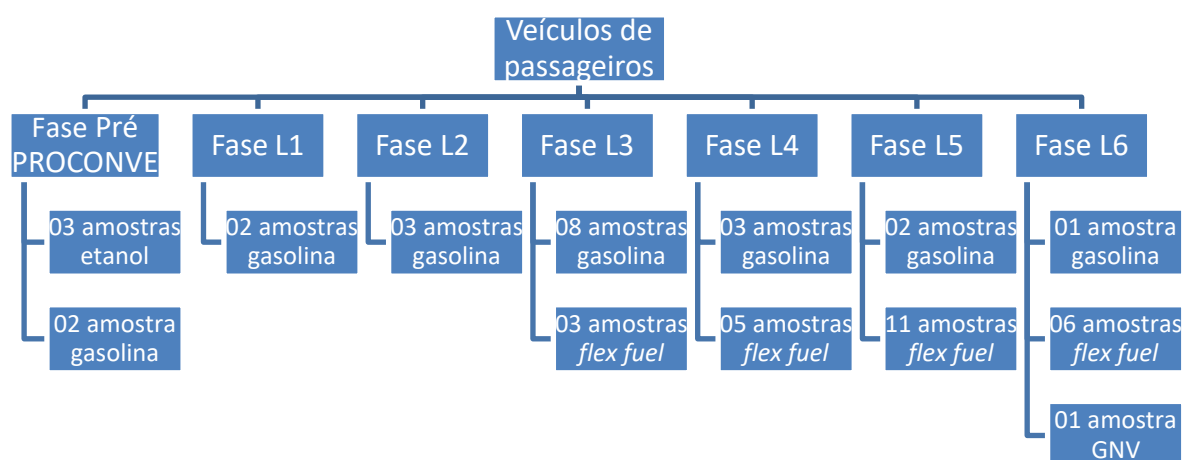 Veículos de
passageiros
Fase Pré
PROCONVE
Fase L1
Fase L2
Fase L3
Fase L4
Fase L5
Fase L6
03 amostras
etanol
02 amostras
gasolina
03 amostras
gasolina
08 amostras
gasolina
03 amostras
gasolina
02 amostras
gasolina
01 amostra
gasolina
02 amostra
gasolina
03 amostras
flex fuel
05 amostras
flex fuel
11 amostras
flex fuel
06 amostras
flex fuel
01 amostra
GNV